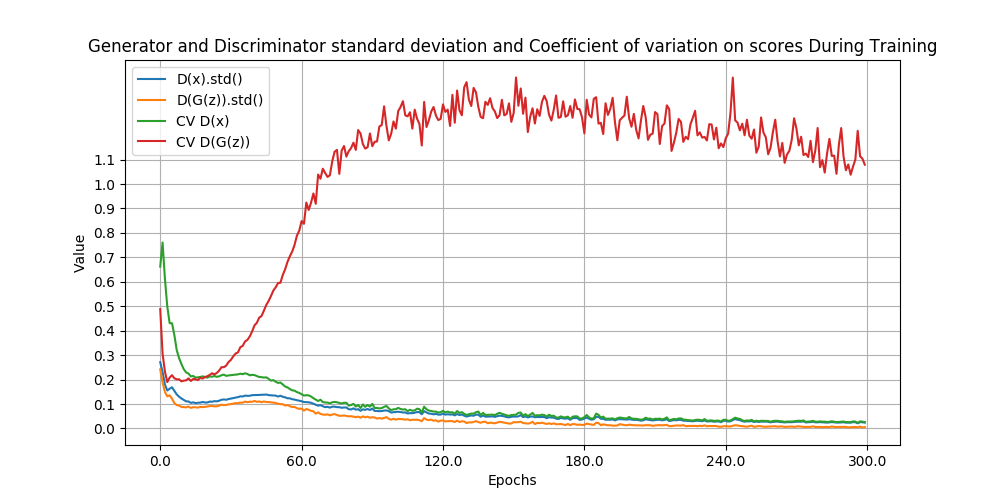 Generator and Discriminator standard deviation and Coefficient of variation on scores During Training
D(x).std()
D(G(z)).std()
CV D(x)
CV D(G(z))
1.1
1.0
0.9
0.8
0.7
0.6
0.5
0.4
0.3
0.2
0.1
0.0
Value
0.0 60.0 120.0 180.0 240.0 300.0
Epochs